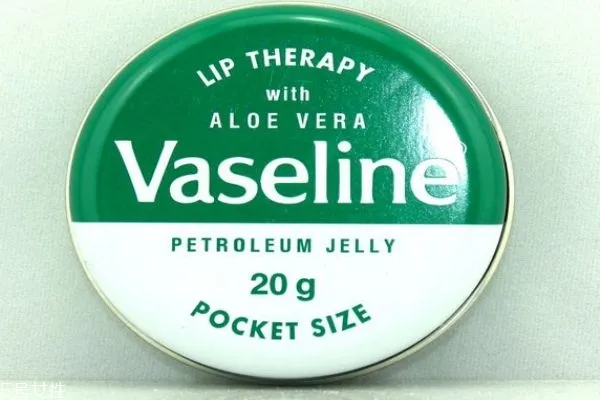 LIP THERAPY
with
ALOE VERA
Vaseline®
PETROLEUM JELLY
20 g
POCKET SIZE